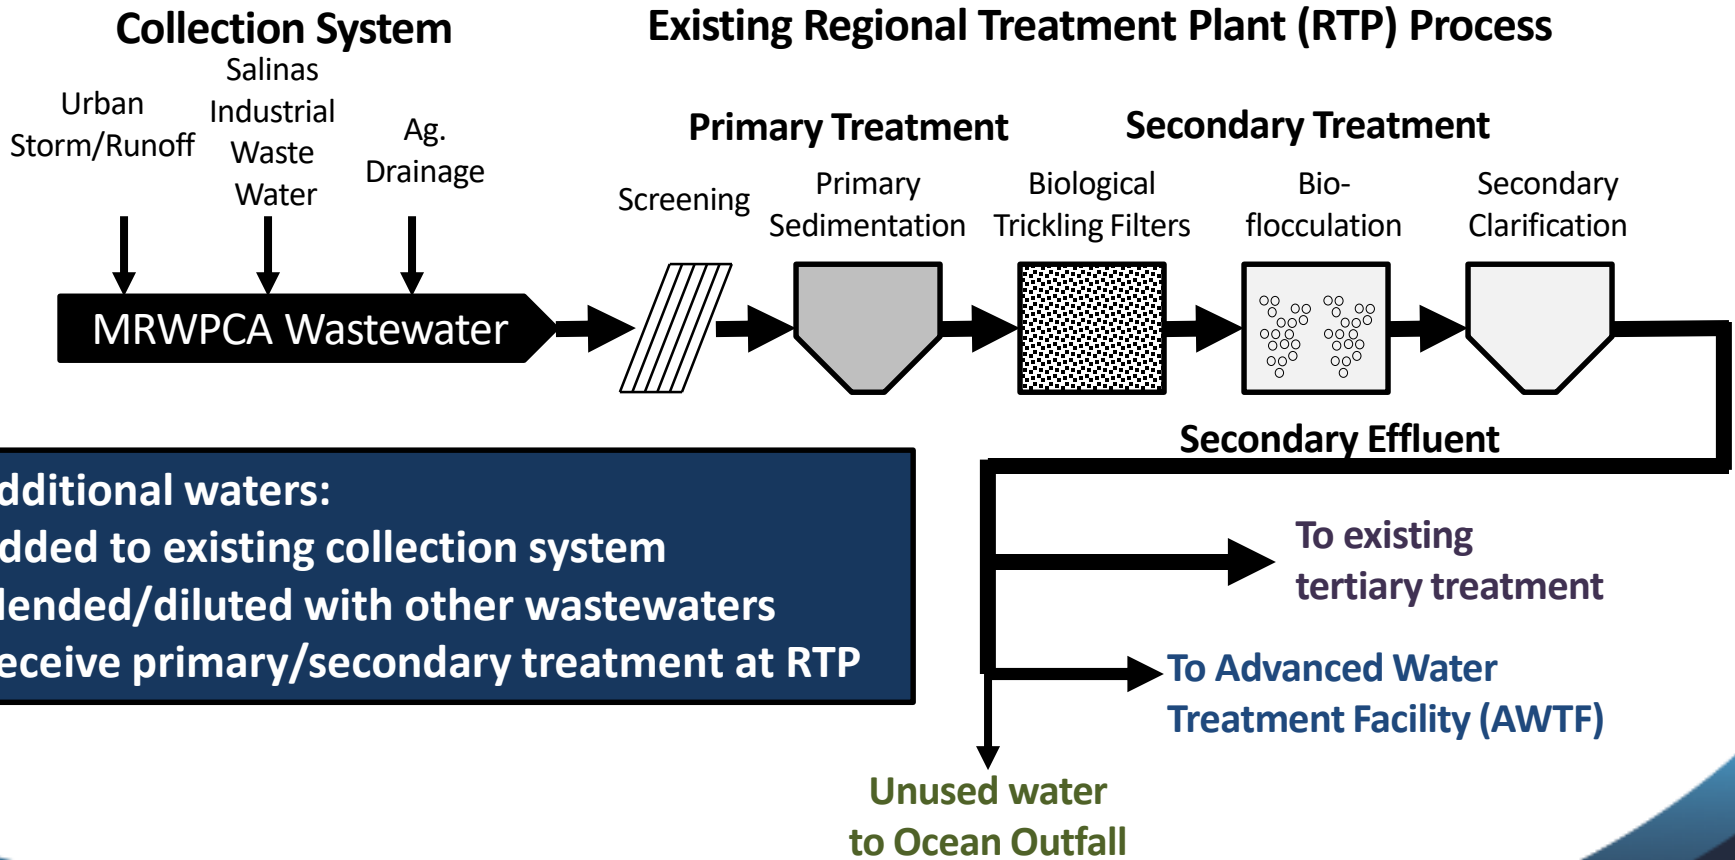 Collection System
Existing Regional Treatment Plant (RTP) Process
Urban
Storm/Runoff
Salinas
Industrial
Waste
Water
Ag.
Drainage
Primary Treatment
Secondary Treatment
Screening
Primary
Sedimentation
Biological
Trickling Filters
Bio-
flocculation
Secondary
Clarification
MRWPCA Wastewater
Secondary Effluent
dditional waters:
dded to existing collection system
lended/diluted with other wastewaters
eceive primary/secondary treatment at RTP
To existing
tertiary treatment
To Advanced Water
Treatment Facility (AWTF)
Unused water
to Ocean Outfall